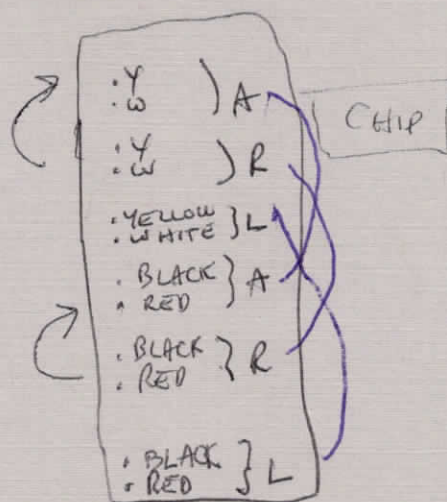 : Y
. W ) A
CHIP
. Y
. W ) R
. YELLOW
. WHITE } L
. BLACK
. RED } A
. BLACK
. RED } R
. BLACK
. RED } L